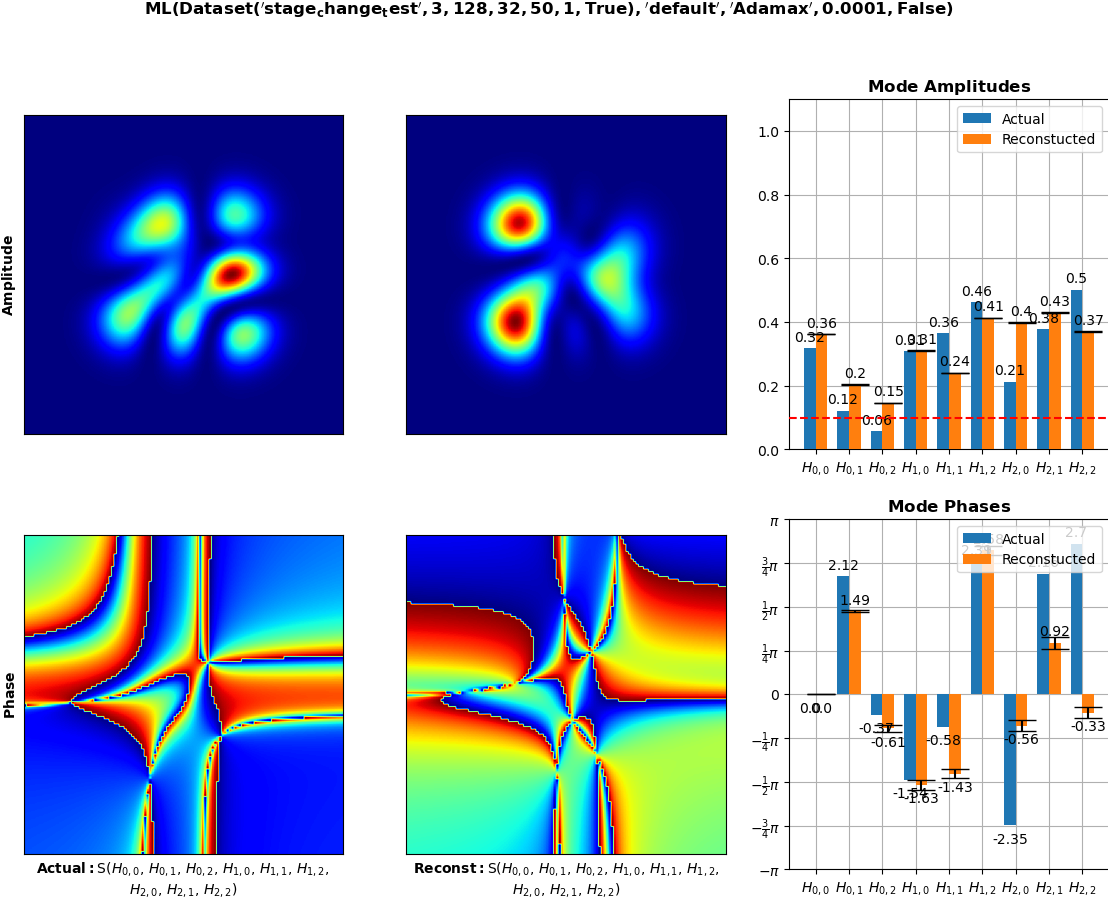 ML(Dataset('stage_change_test', 3, 128, 32, 50, 1, True), 'default', 'Adamax', 0.0001, False)
Amplitude
Mode Amplitudes
Actual
Reconstucted
1.0
0.8
0.6
0.4
0.2
0.0
0.32
0.36
0.12
0.2
0.06
0.15
0.31
0.31
0.36
0.24
0.46
0.41
0.21
0.4
0.38
0.43
0.5
0.37
H0,0 H0,1 H0,2 H1,0 H1,1 H1,2 H2,0 H2,1 H2,2
Phase
Mode Phases
Actual
Reconstucted
π
3/4π
1/2π
1/4π
0
−1/4π
−1/2π
−3/4π
−π
0.0
0.0
2.12
1.49
-0.37
-0.61
-1.54
-1.63
-0.58
-1.43
-2.35
-0.56
0.92
2.7
-0.33
H0,0 H0,1 H0,2 H1,0 H1,1 H1,2 H2,0 H2,1 H2,2
Actual: S(H0,0, H0,1, H0,2, H1,0, H1,1, H1,2,
H2,0, H2,1, H2,2)
Reconst: S(H0,0, H0,1, H0,2, H1,0, H1,1, H1,2,
H2,0, H2,1, H2,2)